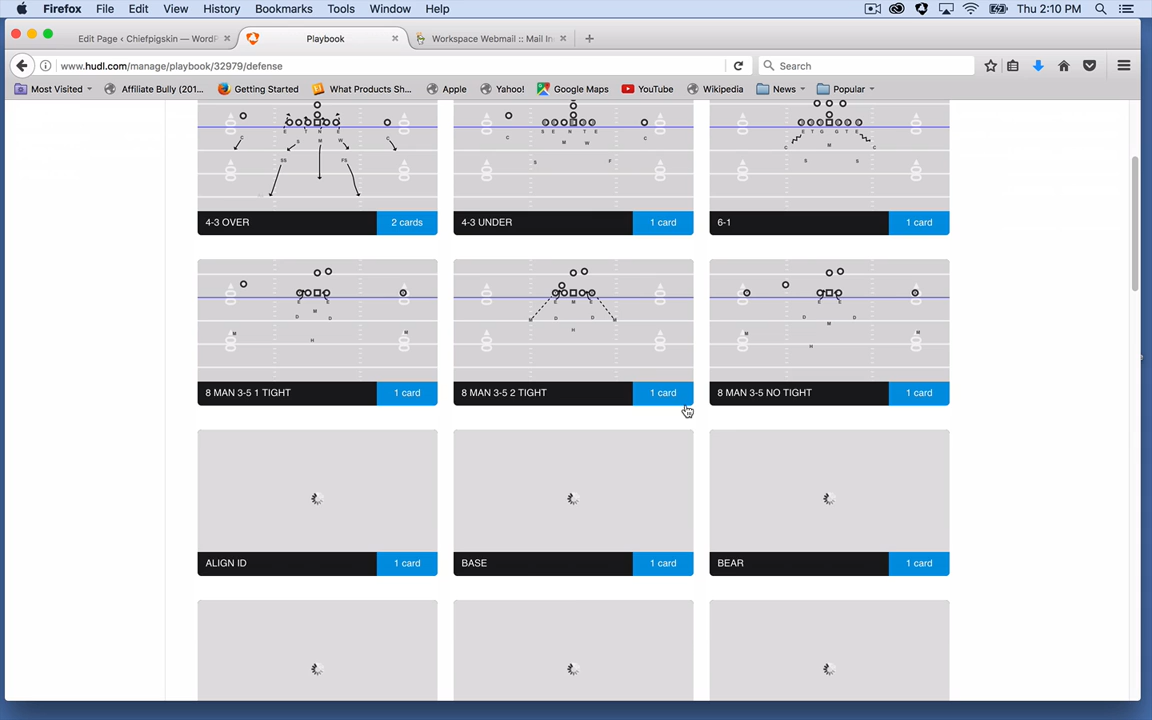 Firefox File Edit View History Bookmarks Tools Window Help Thu 2:10 PM
Edit Page ‹ Chiefpigskin — WordP × Playbook × Workspace Webmail :: Mail In × +
www.hudl.com/manage/playbook/32979/defense Search
Most Visited Affiliate Bully (201... Getting Started What Products Sh... Apple Yahoo! Google Maps YouTube Wikipedia News Popular
4-3 OVER 2 cards 4-3 UNDER 1 card 6-1 1 card
8 MAN 3-5 1 TIGHT 1 card 8 MAN 3-5 2 TIGHT 1 card 8 MAN 3-5 NO TIGHT 1 card
ALIGN ID 1 card BASE 1 card BEAR 1 card